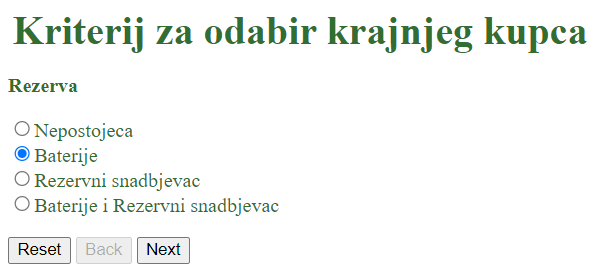 Kriterij za odabir krajnjeg kupca
Rezerva
Nepostojeca
Baterije
Rezervni snadbjevac
Baterije i Rezervni snadbjevac
Reset Back Next